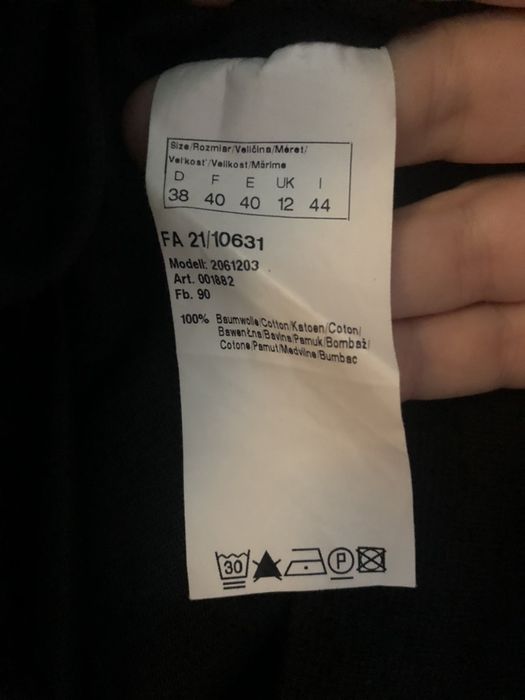 Size/Rozmiar/Veličina/Méret/
Veľkosť/Velikost/Mărime
D F E UK I
38 40 40 12 44
FA 21/10631
Modell: 2061203
Art. 001882
Fb. 90
100% Baumwolle/Cotton/Katoen/Coton/
Bawełna/Bavlna/Pamuk/Bombaž/
Cotone/Pamut/Medvilnė/Bumbac
30
P